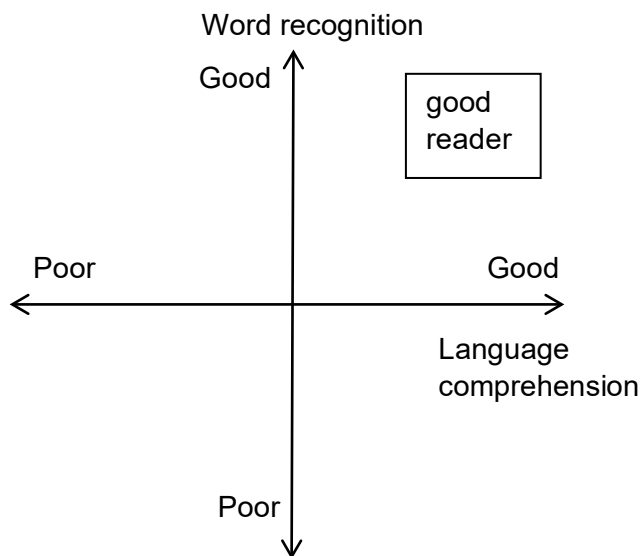 Word recognition
Good
good
reader
Poor
Good
Language
comprehension
Poor